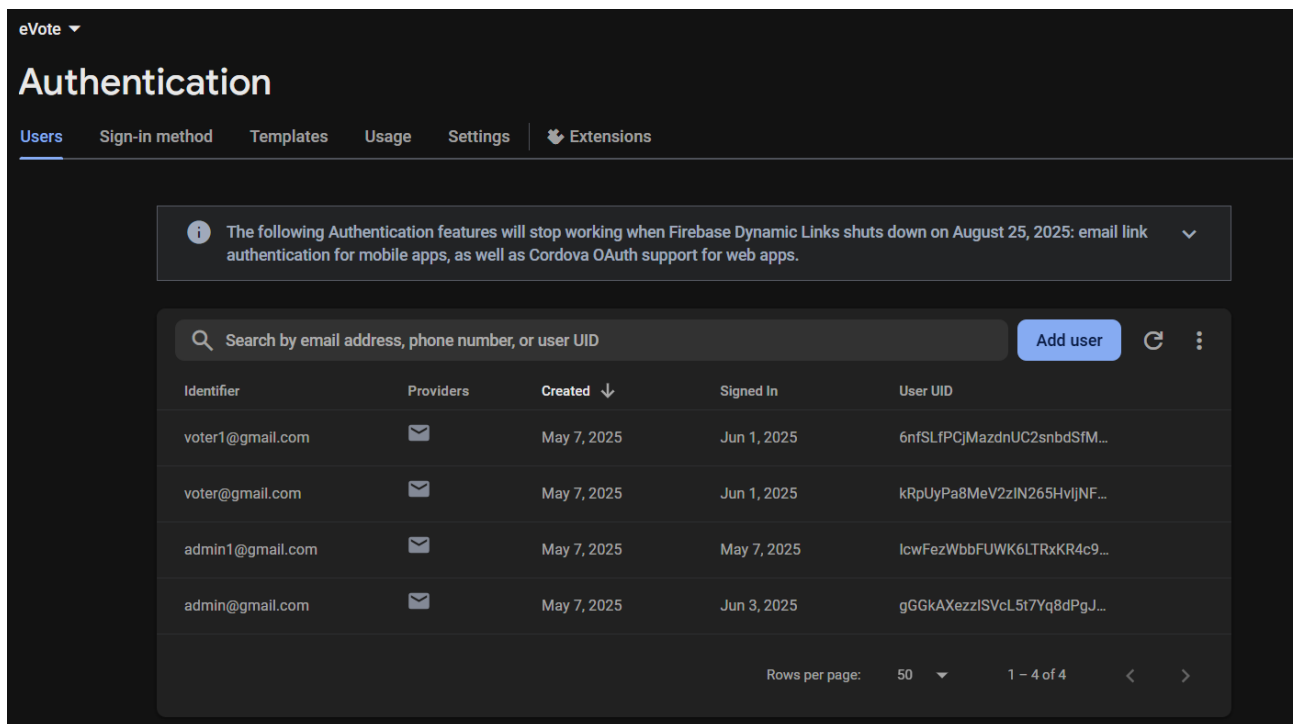 eVote
Authentication
Users Sign-in method Templates Usage Settings Extensions
The following Authentication features will stop working when Firebase Dynamic Links shuts down on August 25, 2025: email link
authentication for mobile apps, as well as Cordova OAuth support for web apps.
Search by email address, phone number, or user UID Add user
Identifier Providers Created Signed In User UID
voter1@gmail.com May 7, 2025 Jun 1, 2025 6nfSLfPCjMazdnUC2snbdSfM...
voter@gmail.com May 7, 2025 Jun 1, 2025
admin1@gmail.com May 7, 2025 May 7, 2025
admin@gmail.com May 7, 2025 Jun 3, 2025
Rows per page: 50 1 – 4 of 4